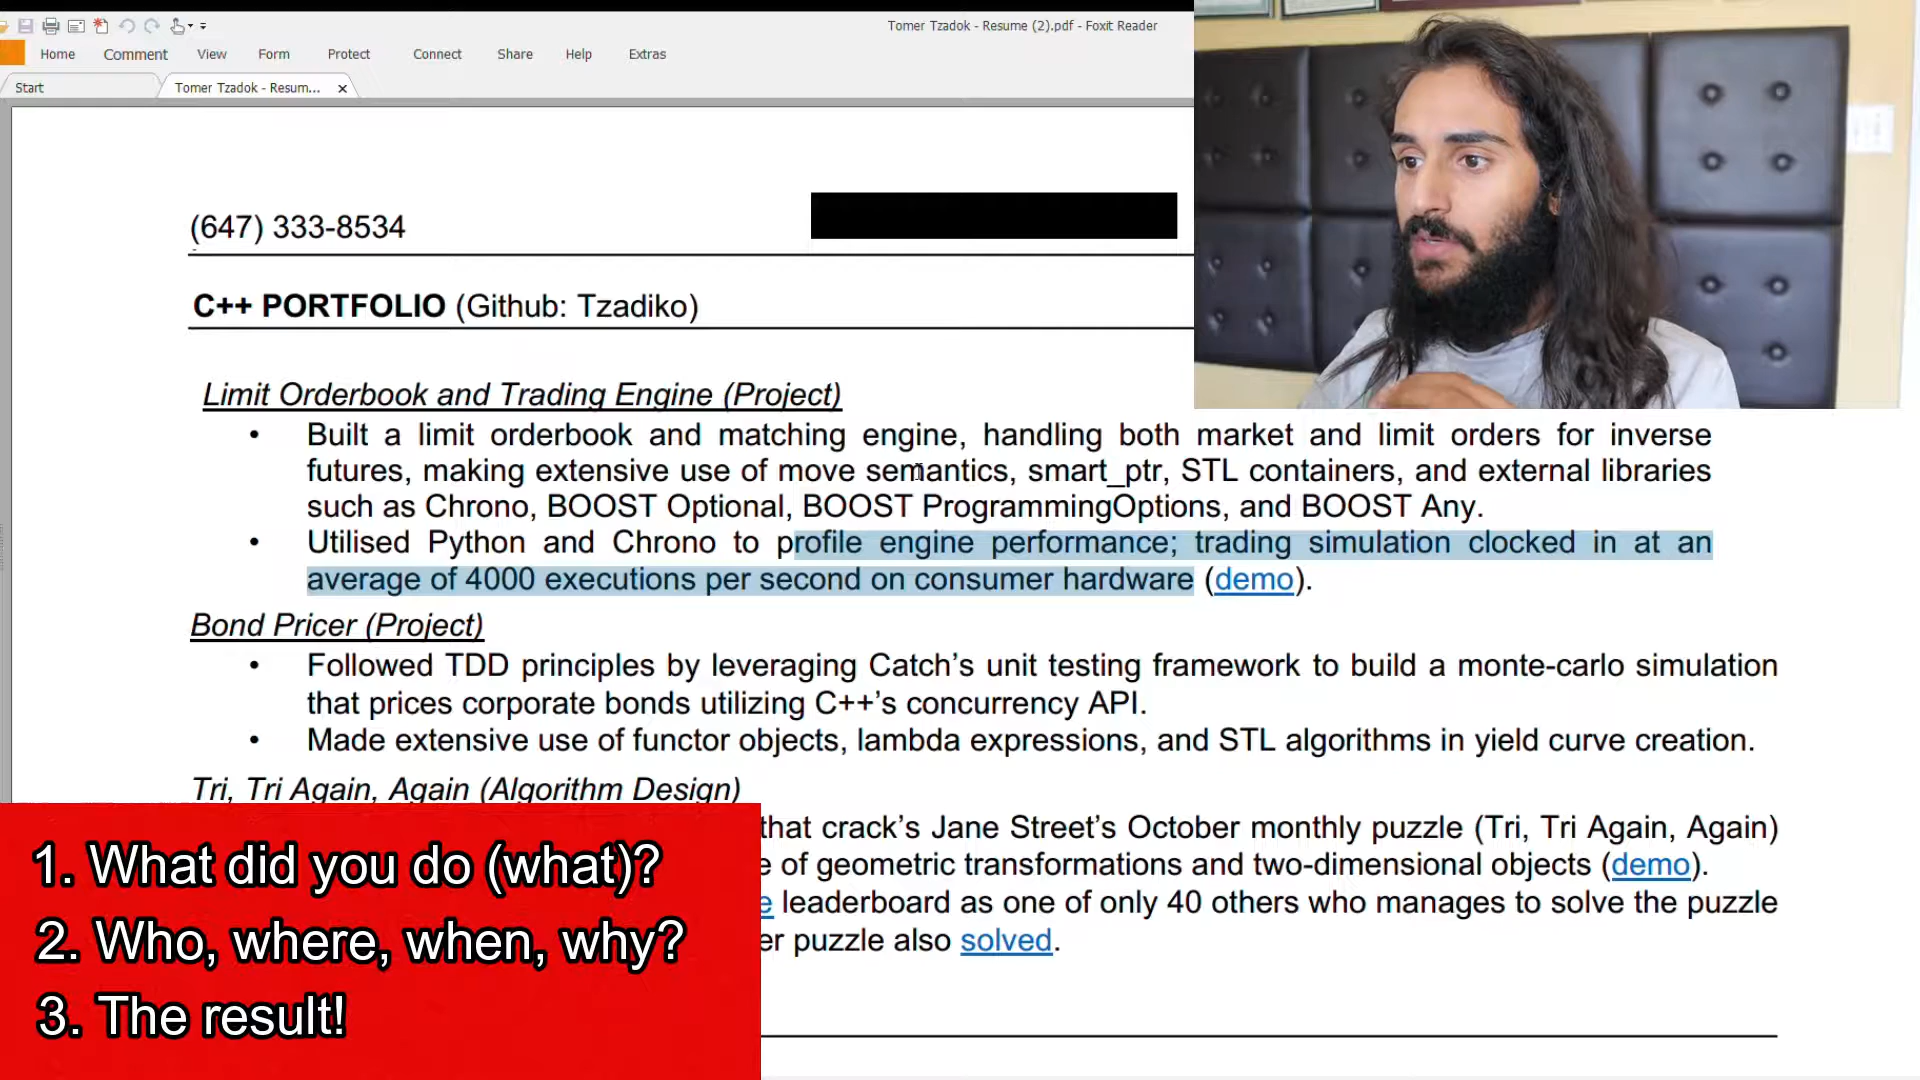 Tomer Tzadok - Resume (2).pdf - Foxit Reader
Home Comment View Form Protect Connect Share Help Extras
Start Tomer Tzadok - Resum... ×
(647) 333-8534
C++ PORTFOLIO (Github: Tzadiko)
Limit Orderbook and Trading Engine (Project)
• Built a limit orderbook and matching engine, handling both market and limit orders for inverse
futures, making extensive use of move semantics, smart_ptr, STL containers, and external libraries
such as Chrono, BOOST Optional, BOOST ProgrammingOptions, and BOOST Any.
• Utilised Python and Chrono to profile engine performance; trading simulation clocked in at an
average of 4000 executions per second on consumer hardware (demo).
Bond Pricer (Project)
• Followed TDD principles by leveraging Catch’s unit testing framework to build a monte-carlo simulation
that prices corporate bonds utilizing C++’s concurrency API.
• Made extensive use of functor objects, lambda expressions, and STL algorithms in yield curve creation.
Tri, Tri Again, Again (Algorithm Design)
that crack’s Jane Street’s October monthly puzzle (Tri, Tri Again, Again)
e of geometric transformations and two-dimensional objects (demo).
e leaderboard as one of only 40 others who manages to solve the puzzle
er puzzle also solved.
1. What did you do (what)?
2. Who, where, when, why?
3. The result!